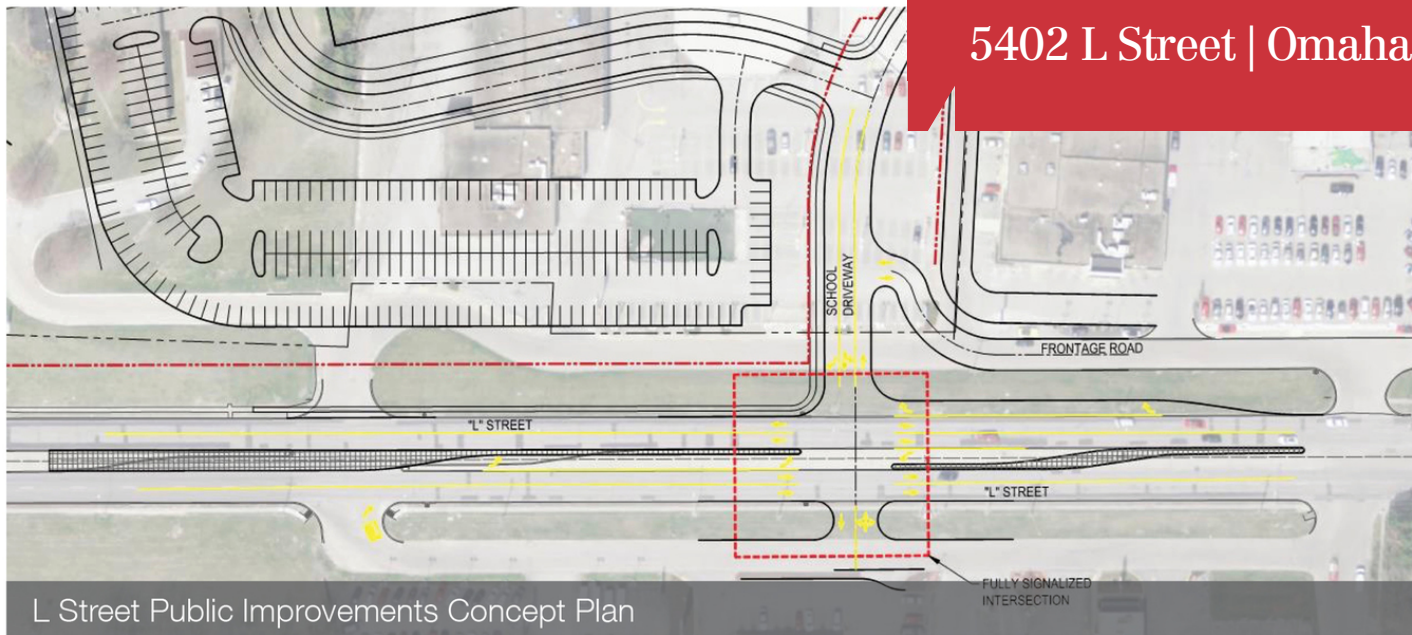 5402 L Street | Omaha
SCHOOL
DRIVEWAY
FRONTAGE ROAD
"L" STREET
"L" STREET
FULLY SIGNALIZED
INTERSECTION
L Street Public Improvements Concept Plan